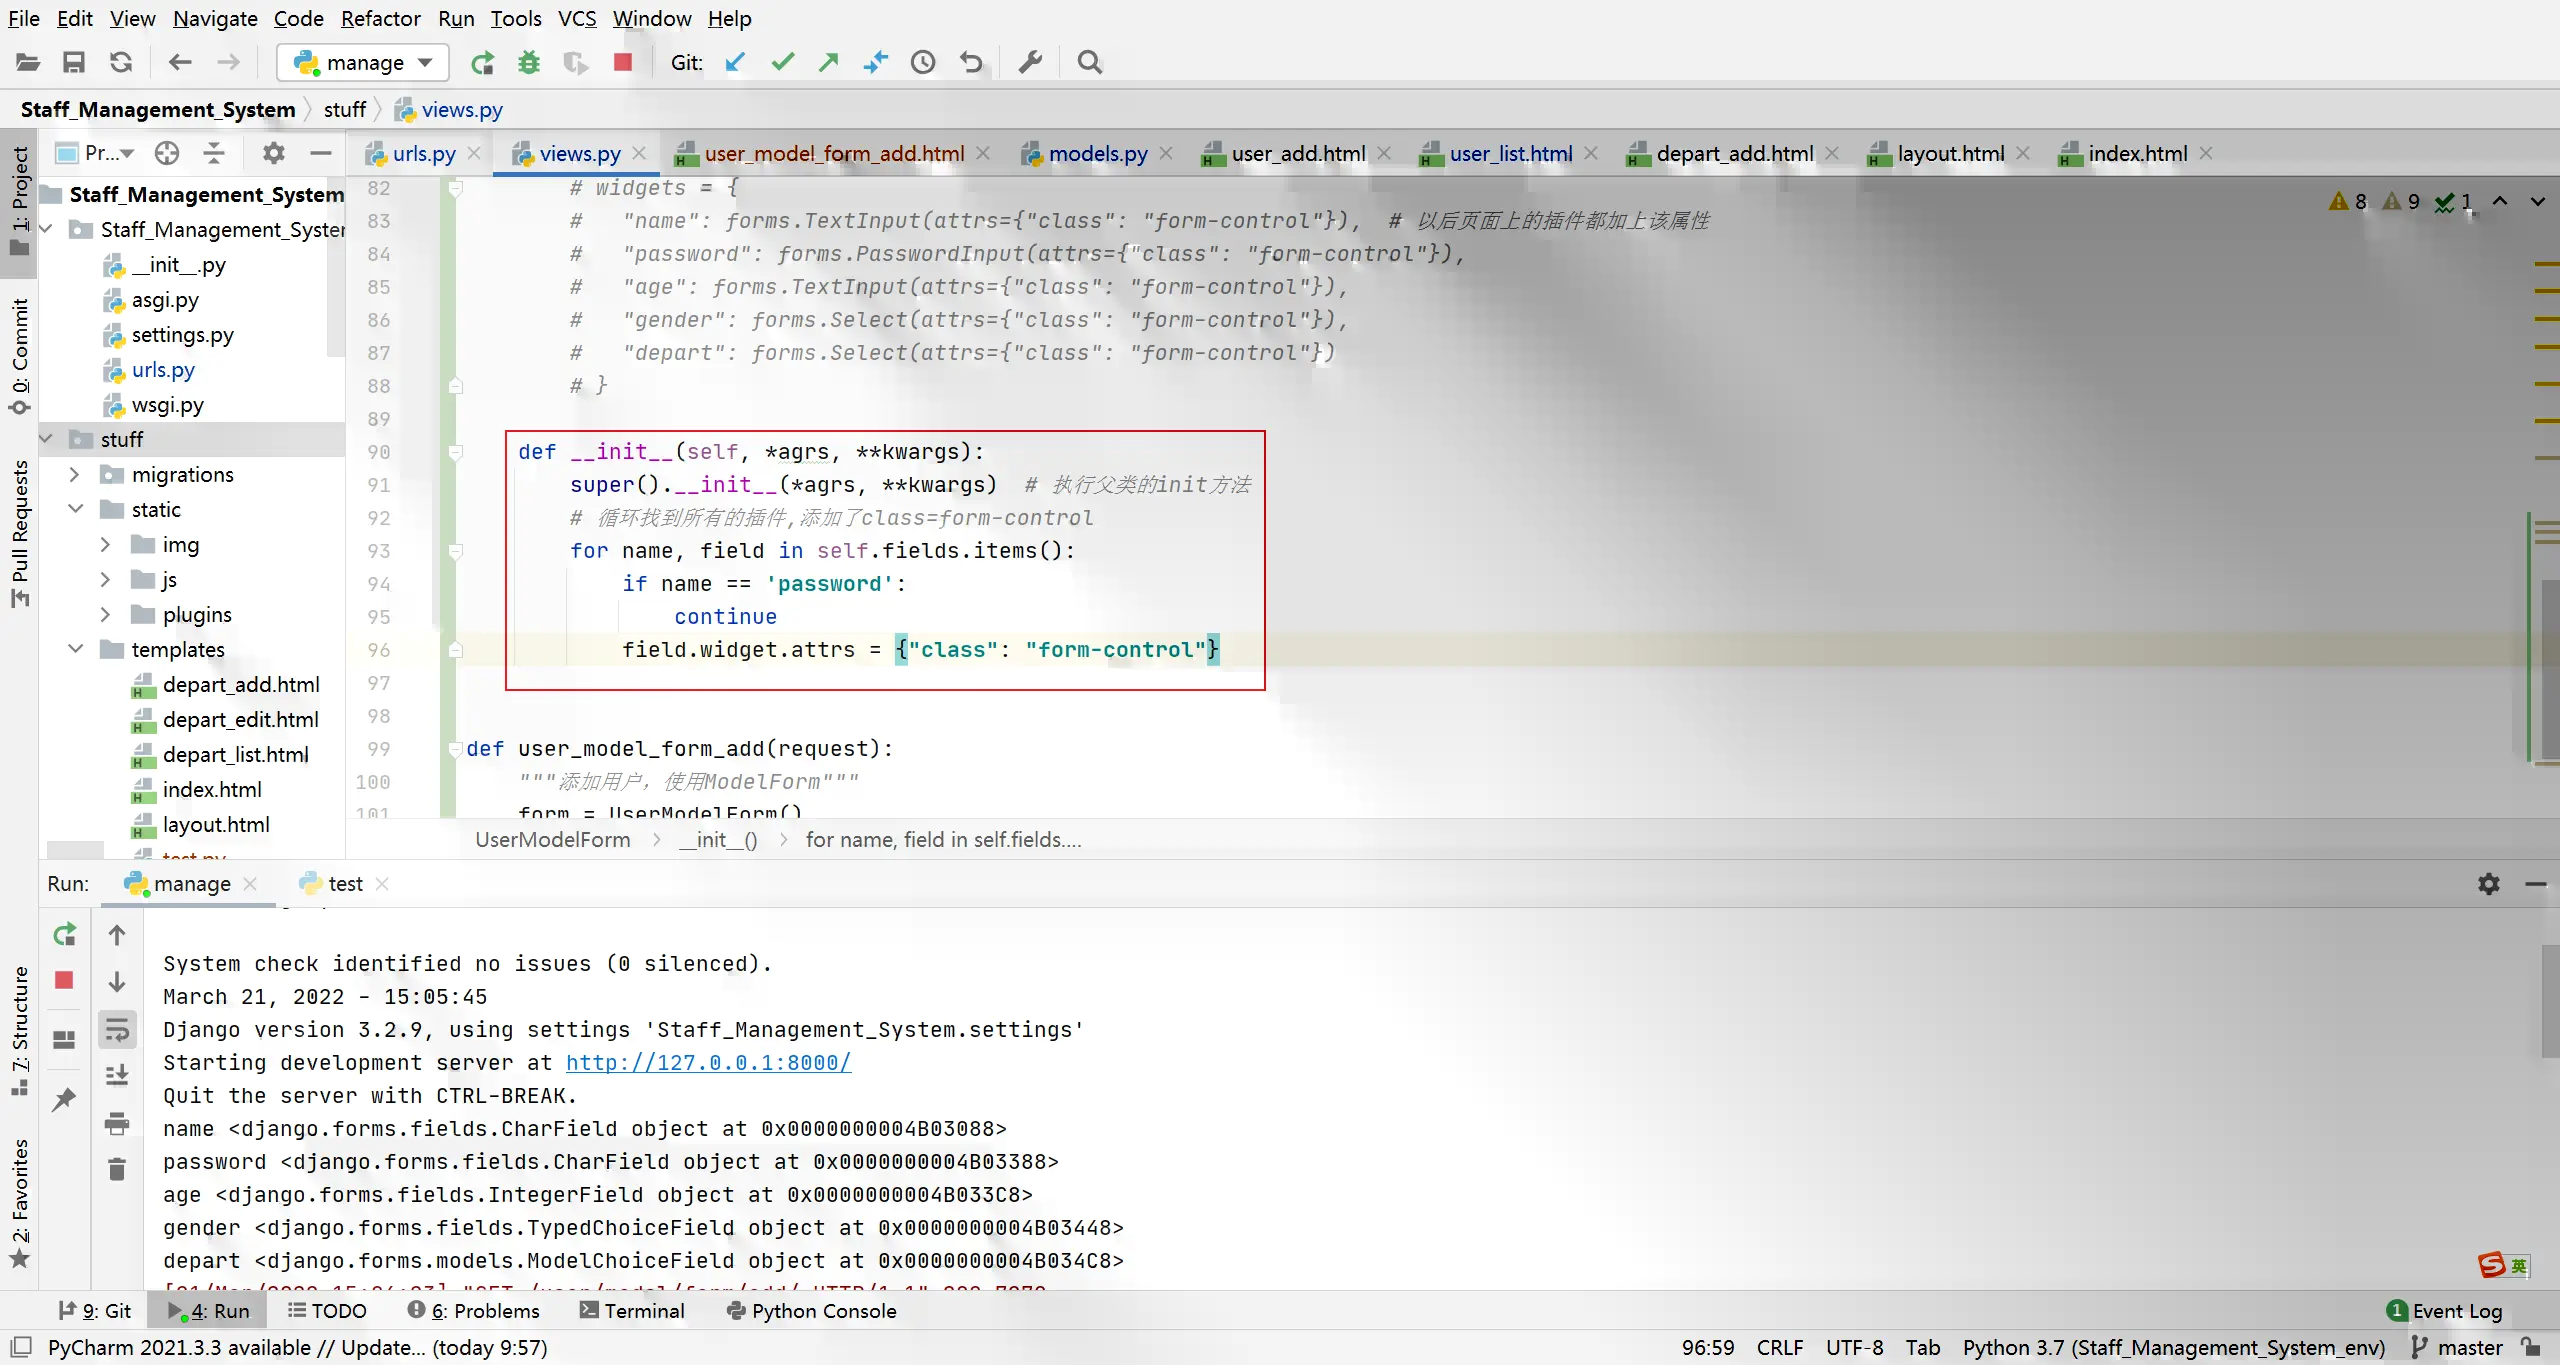 File Edit View Navigate Code Refactor Run Tools VCS Window Help
manage Git:
Staff_Management_System stuff views.py
Pr... urls.py views.py user_model_form_add.html models.py user_add.html user_list.html depart_add.html layout.html index.html
1: Project
0: Commit
Pull Requests
7: Structure
2: Favorites
Staff_Management_System
Staff_Management_Syster
__init__.py
asgi.py
settings.py
urls.py
wsgi.py
stuff
migrations
static
img
js
plugins
templates
depart_add.html
depart_edit.html
depart_list.html
index.html
layout.html
test.py
8 9 1
82 # widgets = {
83 #   "name": forms.TextInput(attrs={"class": "form-control"}),  # 以后页面上的插件都加上该属性
84 #   "password": forms.PasswordInput(attrs={"class": "form-control"}),
85 #   "age": forms.TextInput(attrs={"class": "form-control"}),
86 #   "gender": forms.Select(attrs={"class": "form-control"}),
87 #   "depart": forms.Select(attrs={"class": "form-control"})
88 # }
89
90 def __init__(self, *agrs, **kwargs):
91 super().__init__(*agrs, **kwargs)  # 执行父类的init方法
92 # 循环找到所有的插件,添加了class=form-control
93 for name, field in self.fields.items():
94 if name == 'password':
95 continue
96 field.widget.attrs = {"class": "form-control"}
97
98
99 def user_model_form_add(request):
100 """添加用户，使用ModelForm"""
101 form = UserModelForm()
UserModelForm __init__() for name, field in self.fields....
Run: manage test
System check identified no issues (0 silenced).
March 21, 2022 - 15:05:45
Django version 3.2.9, using settings 'Staff_Management_System.settings'
Starting development server at http://127.0.0.1:8000/
Quit the server with CTRL-BREAK.
name <django.forms.fields.CharField object at 0x0000000004B03088>
password <django.forms.fields.CharField object at 0x0000000004B03388>
age <django.forms.fields.IntegerField object at 0x0000000004B033C8>
gender <django.forms.fields.TypedChoiceField object at 0x0000000004B03448>
depart <django.forms.models.ModelChoiceField object at 0x0000000004B034C8>
S 英
9: Git 4: Run TODO 6: Problems Terminal Python Console 1 Event Log
PyCharm 2021.3.3 available // Update... (today 9:57) 96:59 CRLF UTF-8 Tab Python 3.7 (Staff_Management_System_env) master